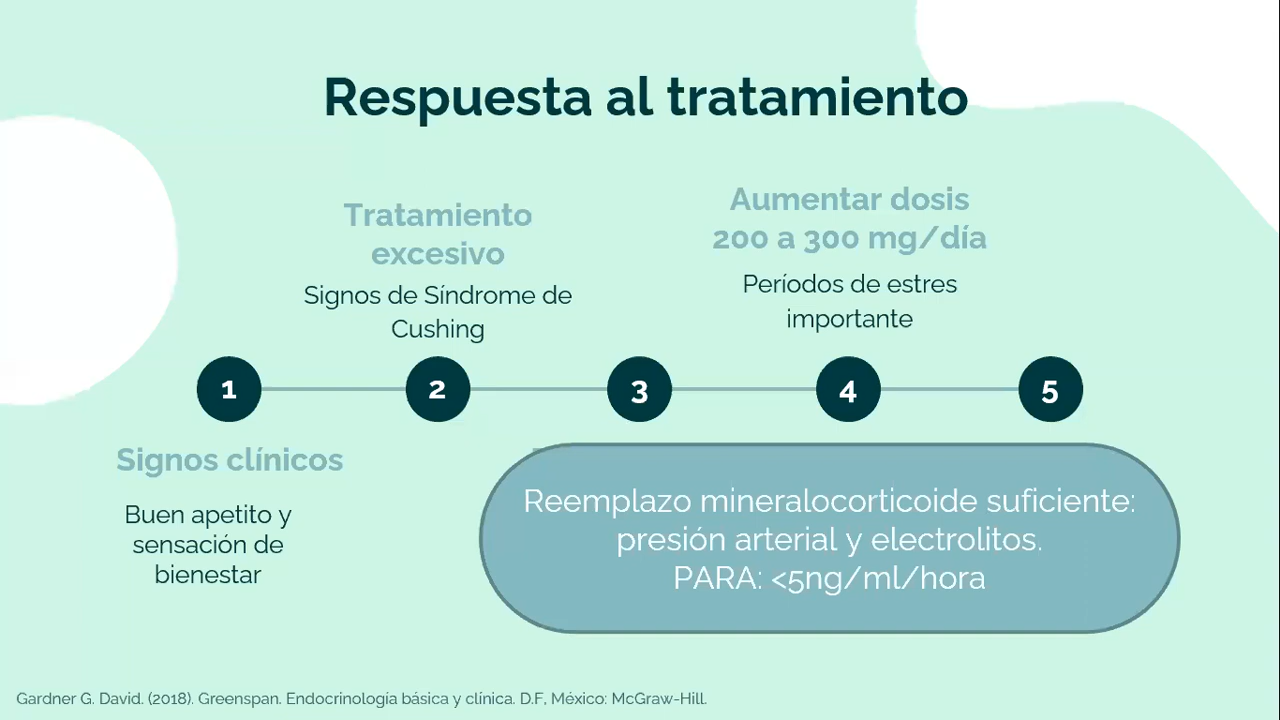 Respuesta al tratamiento
Tratamiento
excesivo
Signos de Síndrome de
Cushing
Aumentar dosis
200 a 300 mg/día
Períodos de estres
importante
1
2
3
4
5
Signos clínicos
Buen apetito y
sensación de
bienestar
Reemplazo mineralocorticoide suficiente:
presión arterial y electrolitos.
PARA: <5ng/ml/hora
Gardner G. David. (2018). Greenspan. Endocrinología básica y clínica. D.F, México: McGraw-Hill.